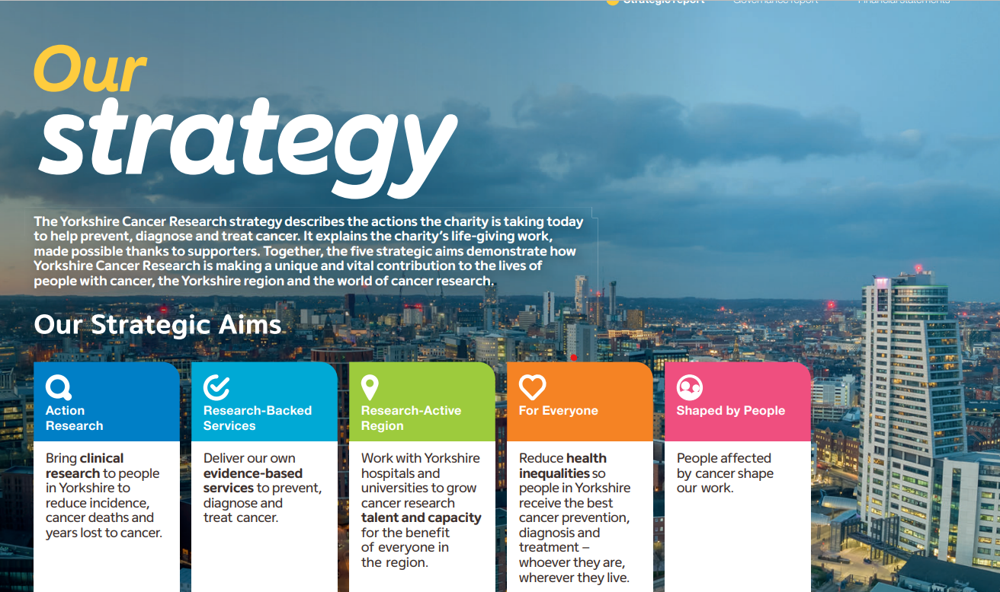 Strategic report Governance report Financial statements
Our
strategy
The Yorkshire Cancer Research strategy describes the actions the charity is taking today
to help prevent, diagnose and treat cancer. It explains the charity's life-giving work,
made possible thanks to supporters. Together, the five strategic aims demonstrate how
Yorkshire Cancer Research is making a unique and vital contribution to the lives of
people with cancer, the Yorkshire region and the world of cancer research.
Our Strategic Aims
Action
Research
Bring clinical
research to people
in Yorkshire to
reduce incidence,
cancer deaths and
years lost to cancer.
Research-Backed
Services
Deliver our own
evidence-based
services to prevent,
diagnose and
treat cancer.
Research-Active
Region
Work with Yorkshire
hospitals and
universities to grow
cancer research
talent and capacity
for the benefit
of everyone in
the region.
For Everyone
Reduce health
inequalities so
people in Yorkshire
receive the best
cancer prevention,
diagnosis and
treatment –
whoever they are,
wherever they live.
Shaped by People
People affected
by cancer shape
our work.